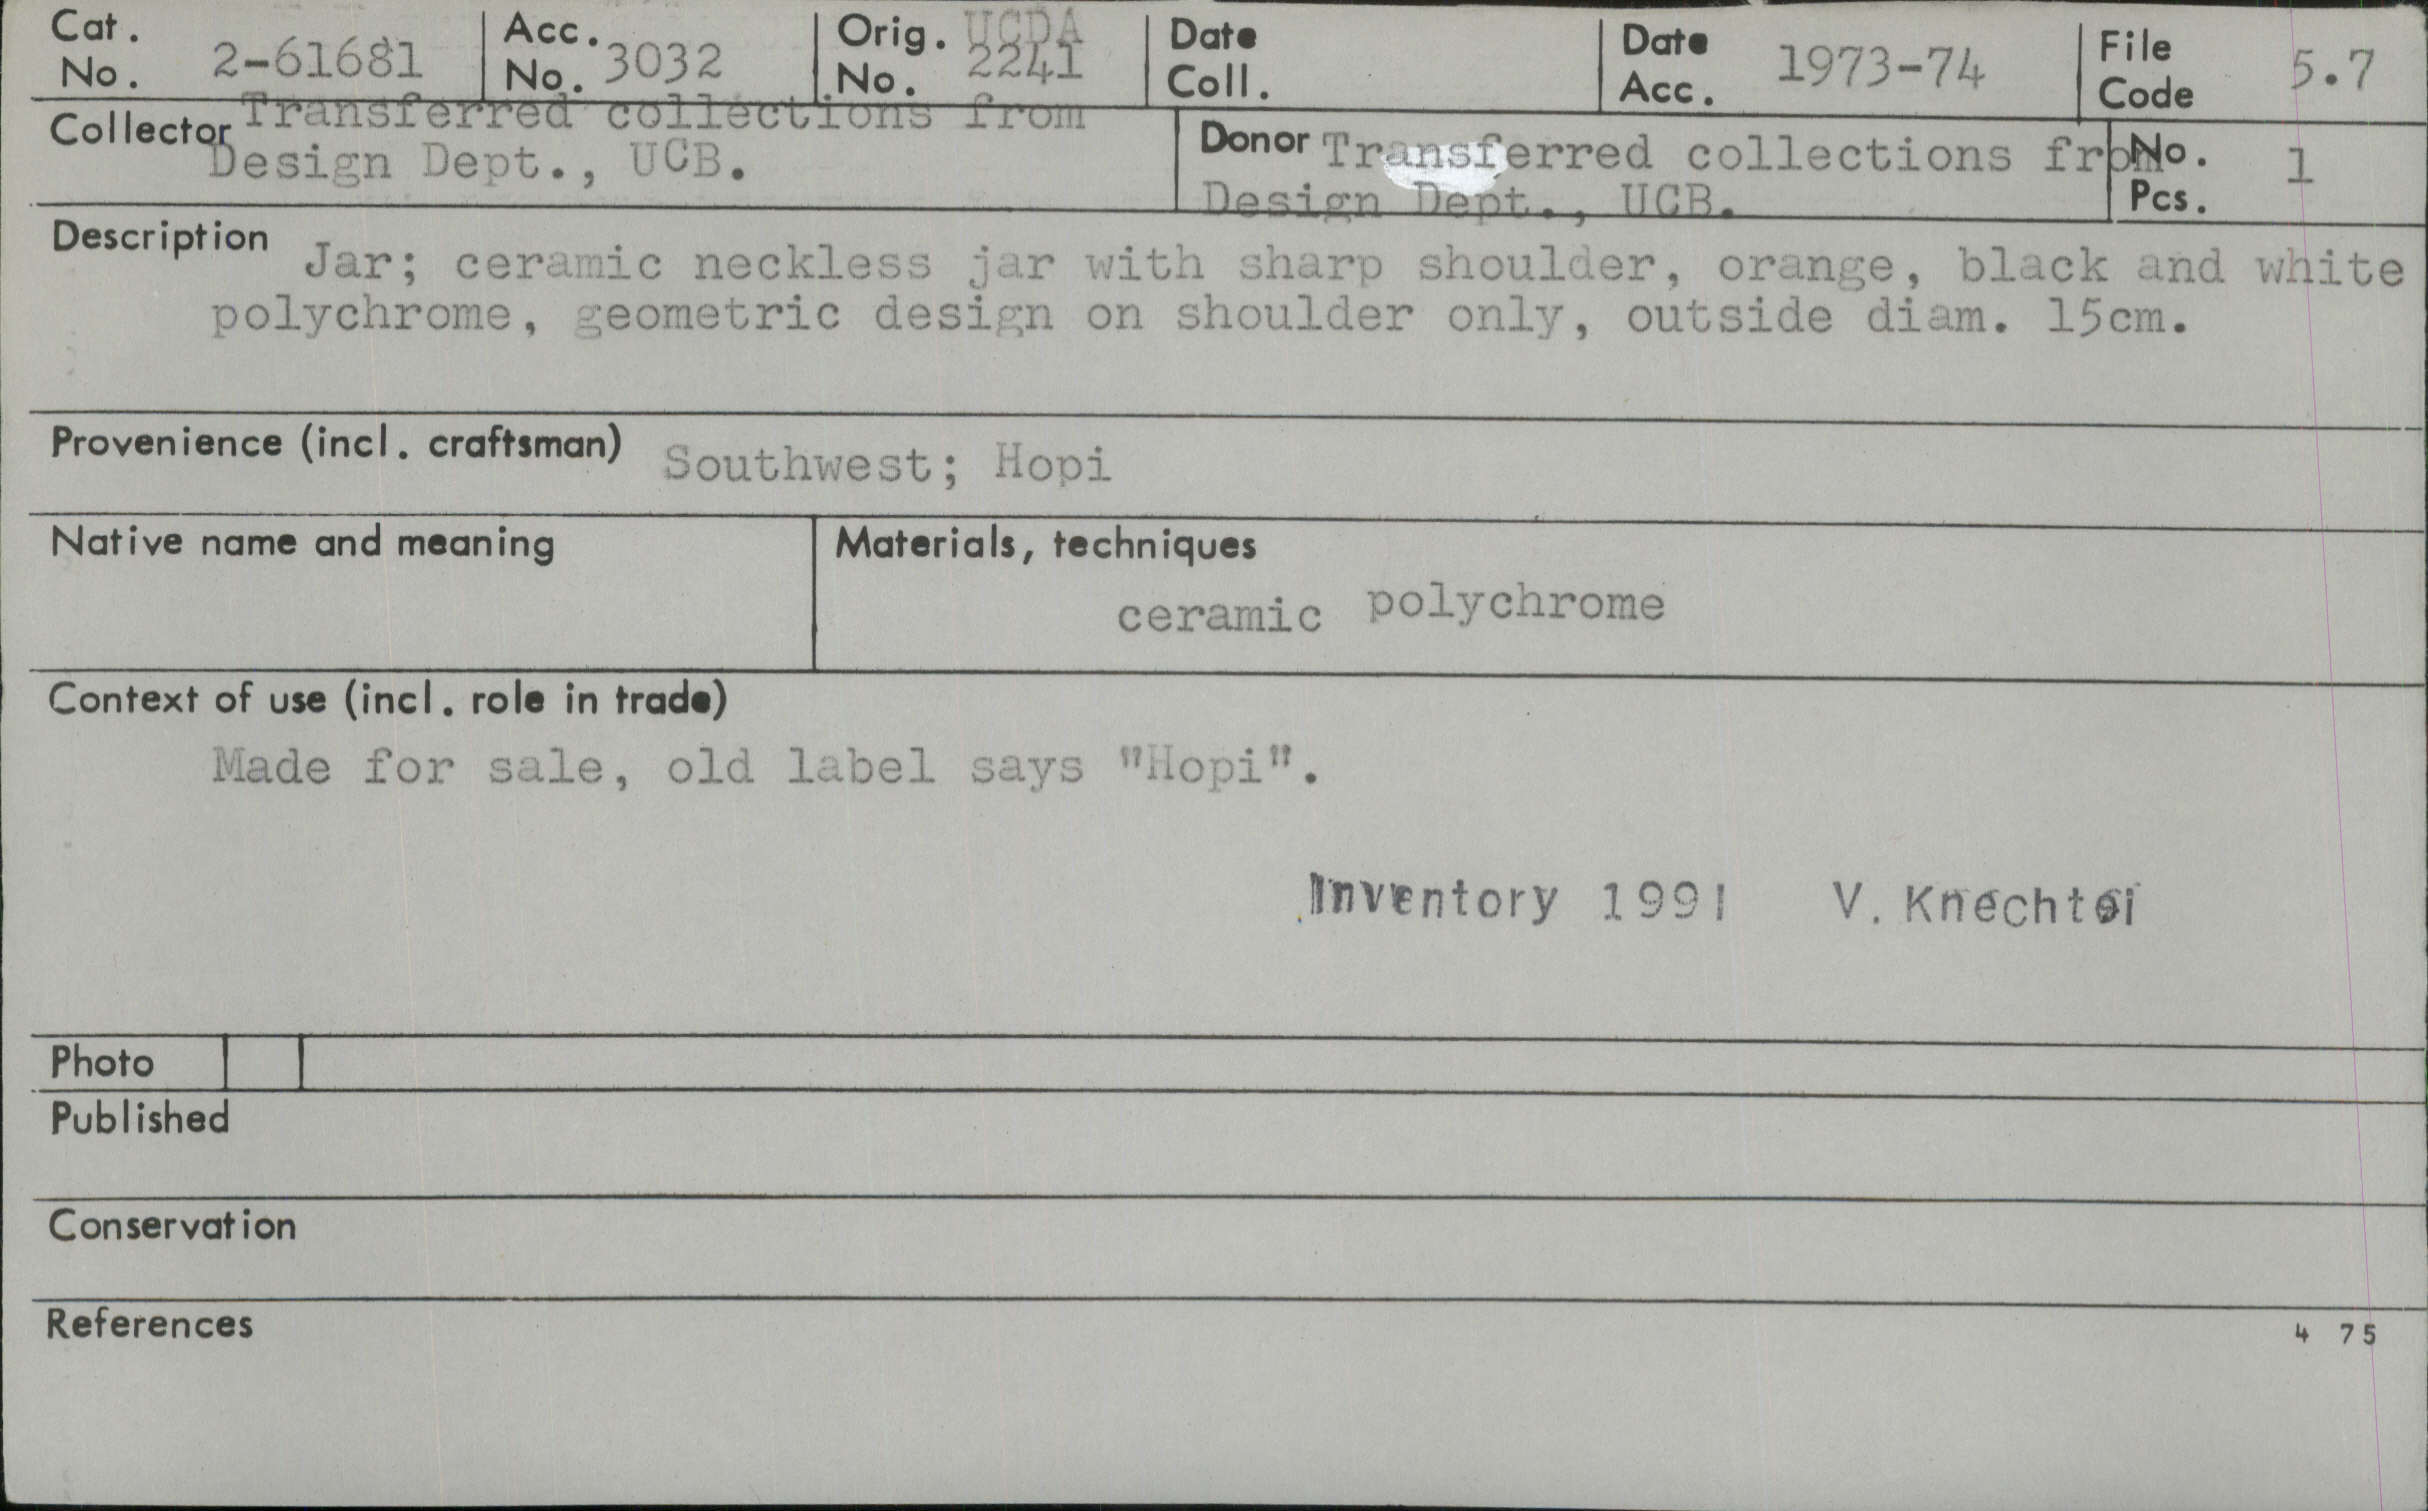 Cat. No. 2-61681 Acc. No. 3032 Orig. No. UCDA 2241 Date Coll. Date Acc. 1973-74 File Code 5.7
Collector Transferred collections from
Design Dept., UCB.
Donor Transferred collections from
Design Dept., UCB.
No. Pcs. 1
Description Jar; ceramic neckless jar with sharp shoulder, orange, black and white
polychrome, geometric design on shoulder only, outside diam. 15cm.
Provenience (incl. craftsman) Southwest; Hopi
Native name and meaning
Materials, techniques
ceramic polychrome
Context of use (incl. role in trade)
Made for sale, old label says "Hopi".
Inventory 1991 V. Knechtel
Photo
Published
Conservation
References
4 75